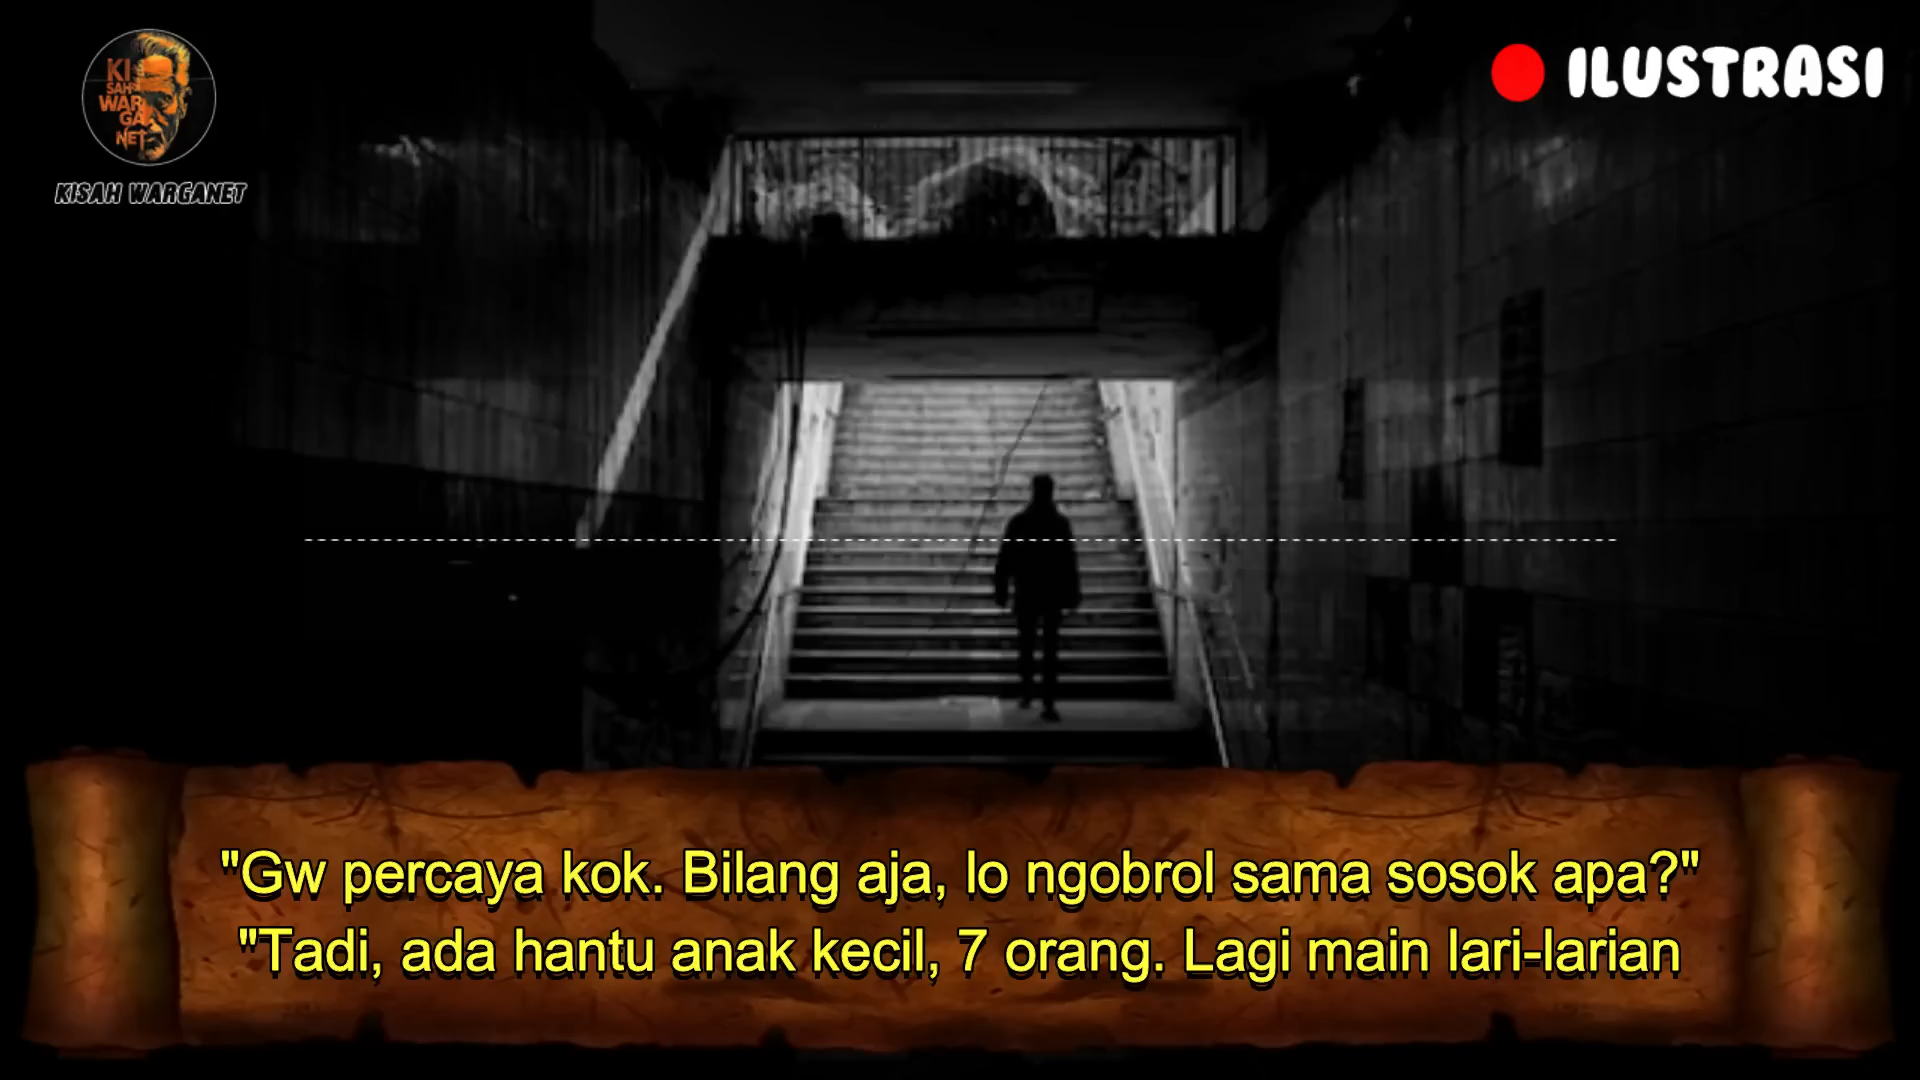 KI
SAH
WAR
GA
NET
KISAH WARGANET
ILUSTRASI
"Gw percaya kok. Bilang aja, lo ngobrol sama sosok apa?"
"Tadi, ada hantu anak kecil, 7 orang. Lagi main lari-larian